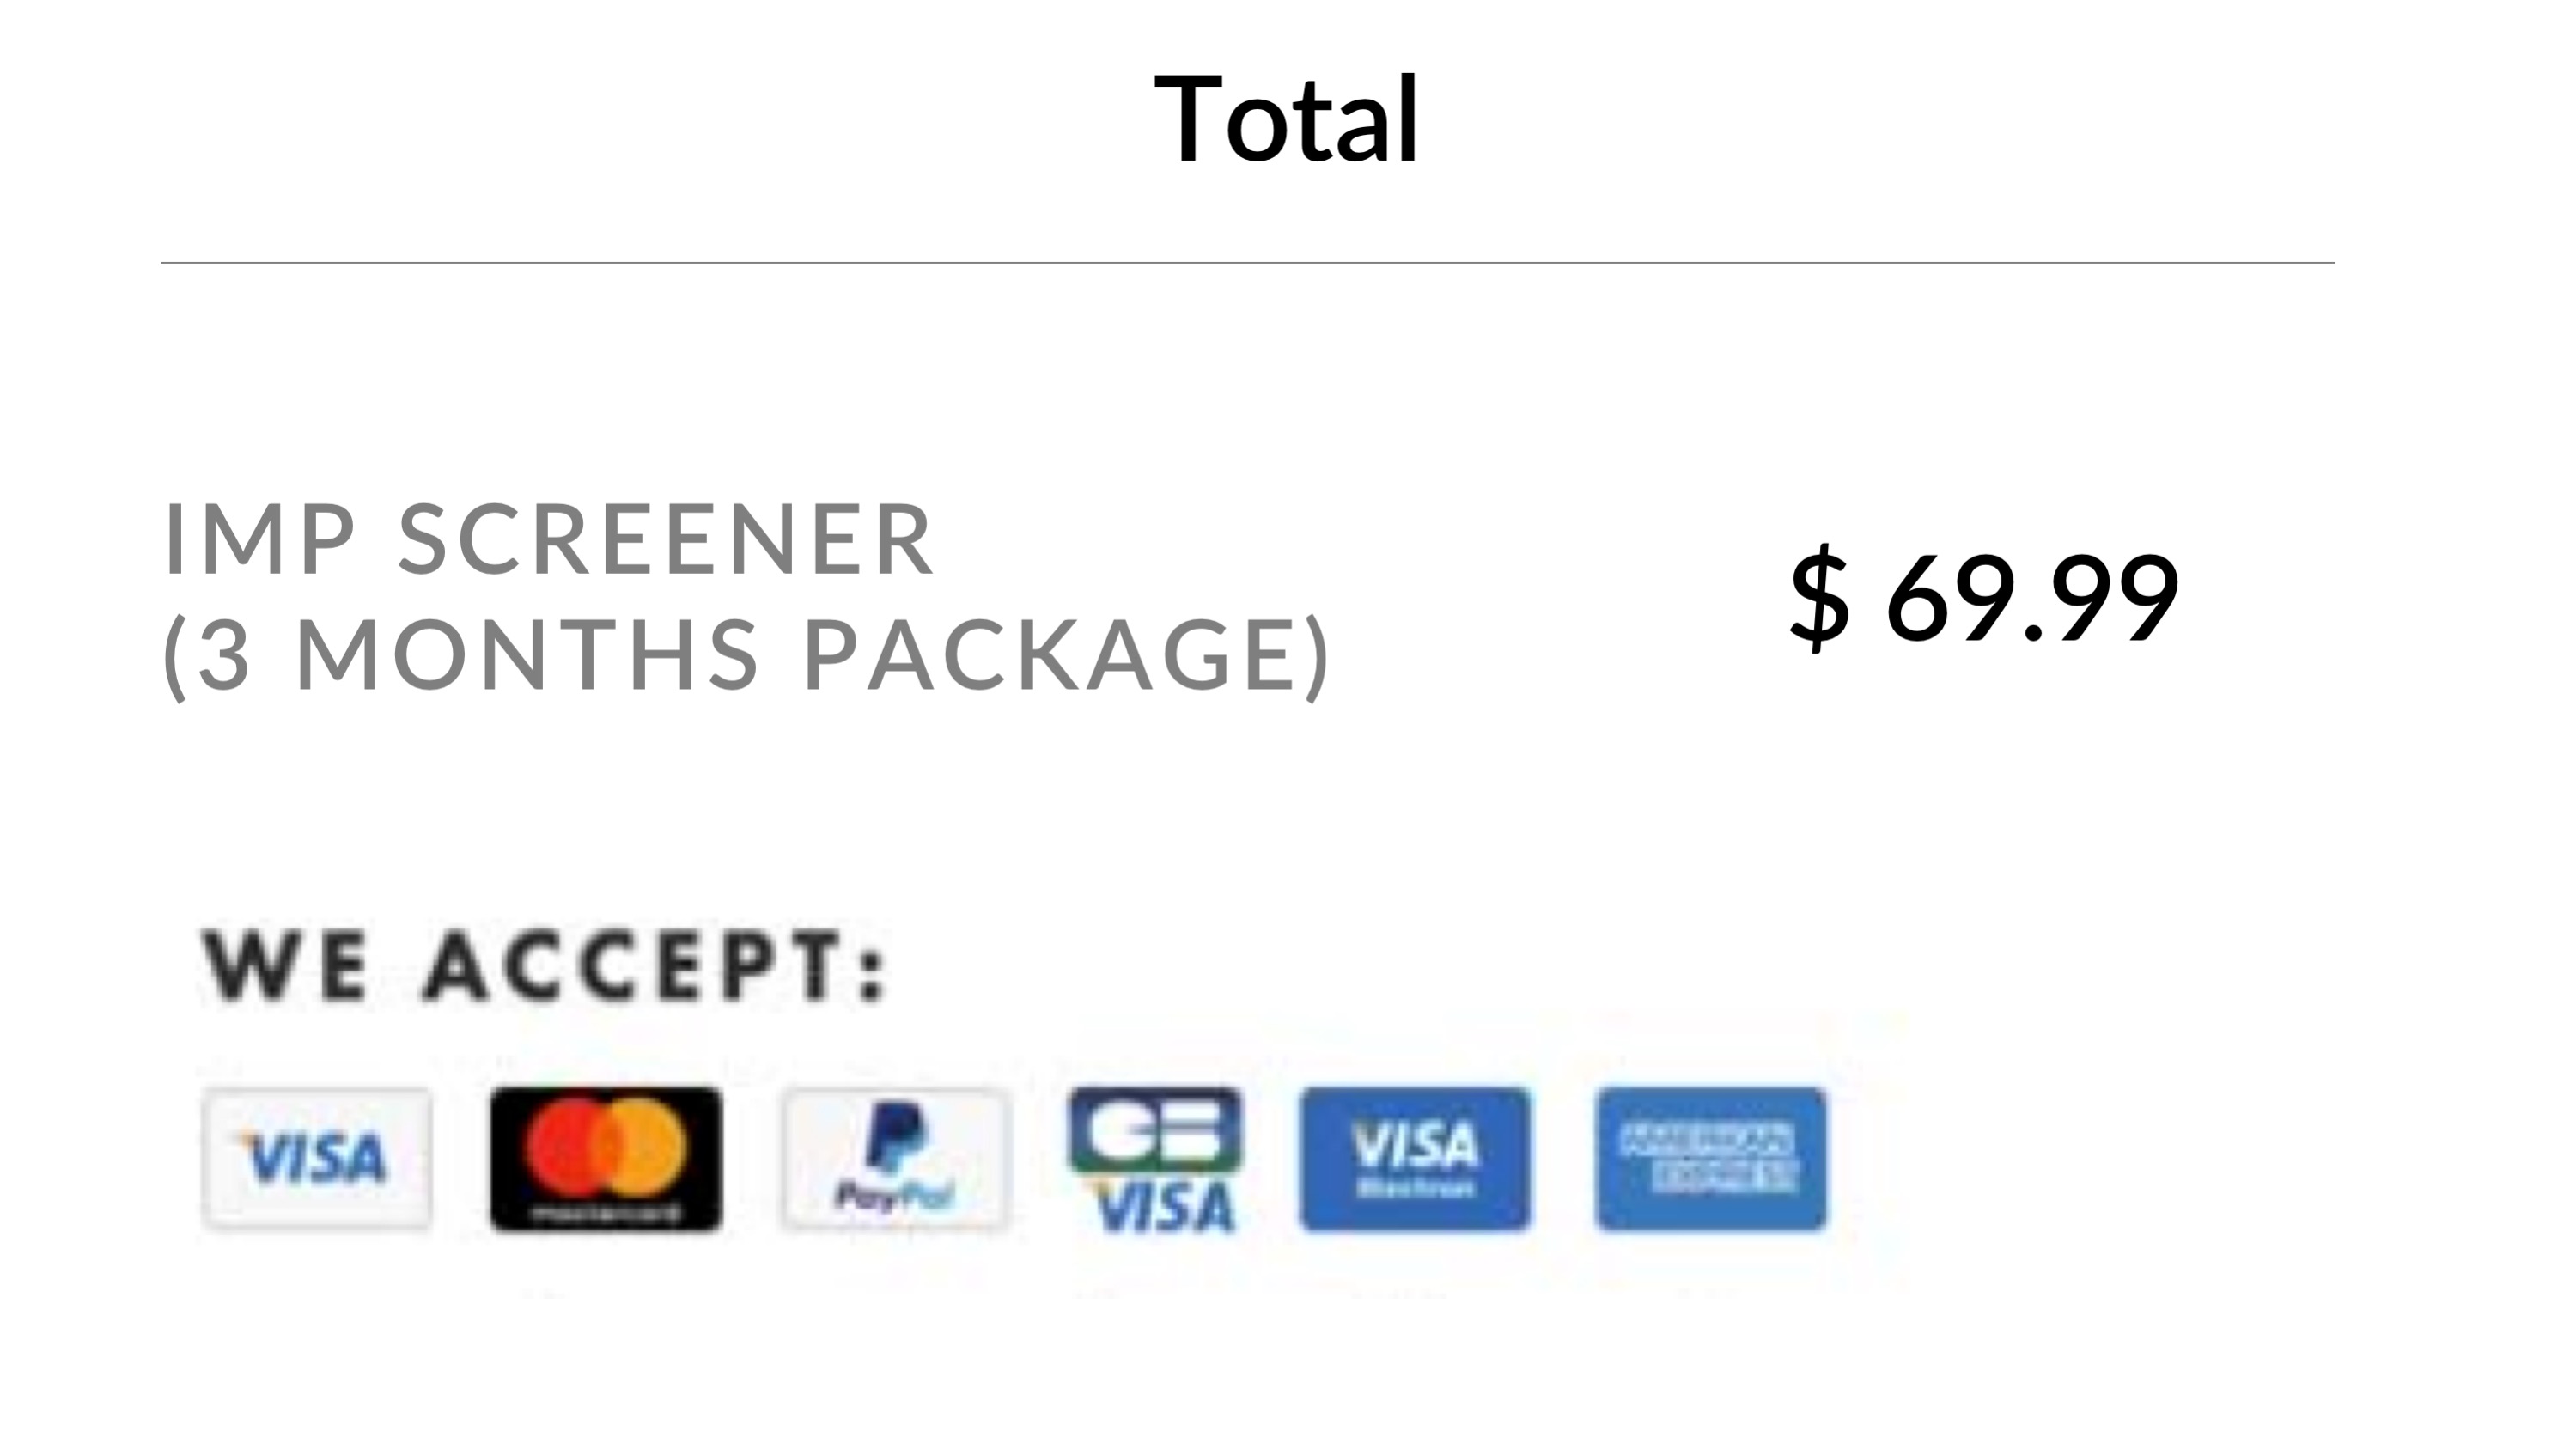 Total
IMP SCREENER
(3 MONTHS PACKAGE)
$ 69.99
WE ACCEPT:
VISA
mastercard
PayPal
CB
VISA
VISA
Electron
AMERICAN
EXPRESS